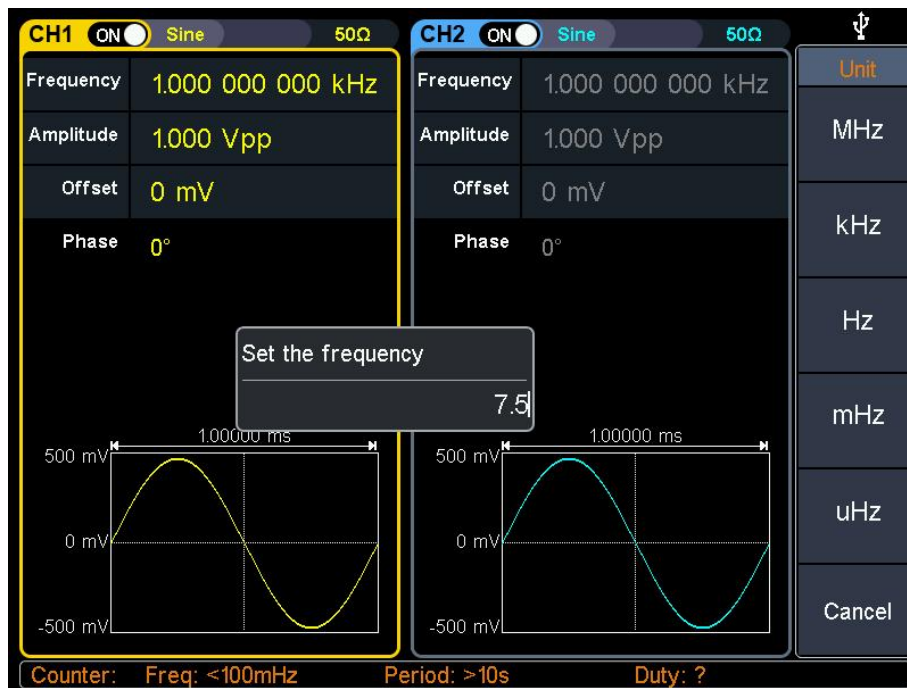 CH1 ON Sine 50Ω
Frequency 1.000 000 000 kHz
Amplitude 1.000 Vpp
Offset 0 mV
Phase 0°
1.00000 ms
500 mV
0 mV
-500 mV
CH2 ON Sine 50Ω
Frequency 1.000 000 000 kHz
Amplitude 1.000 Vpp
Offset 0 mV
Phase 0°
1.00000 ms
500 mV
0 mV
-500 mV
Set the frequency
7.5
Unit
MHz
kHz
Hz
mHz
uHz
Cancel
Counter: Freq: <100mHz Period: >10s Duty: ?